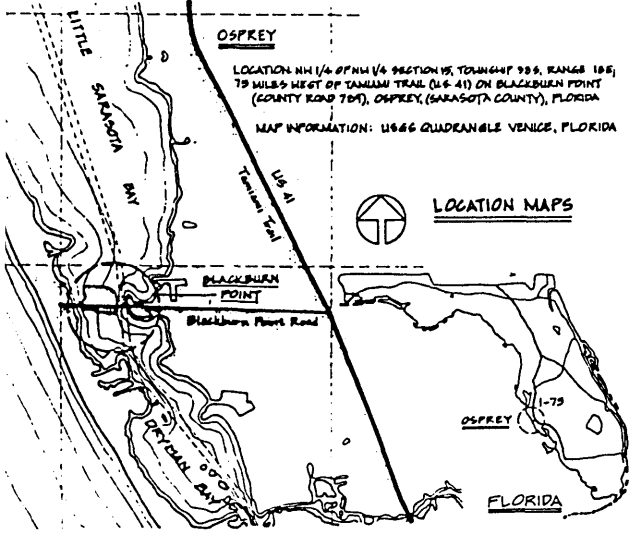 OSPREY
LOCATION: NW 1/4 OF NW 1/4 SECTION 15, TOWNSHIP 38S, RANGE 18E;
75 MILES WEST OF TAMIAMI TRAIL (US 41) ON BLACKBURN POINT
(COUNTY ROAD 789), OSPREY, (SARASOTA COUNTY), FLORIDA
MAP INFORMATION: USGS QUADRANGLE VENICE, FLORIDA
LITTLE SARASOTA BAY
US 41
Tamiami Trail
LOCATION MAPS
BLACKBURN
POINT
Blackburn Point Road
DRYMAN BAY
I-75
OSPREY
FLORIDA